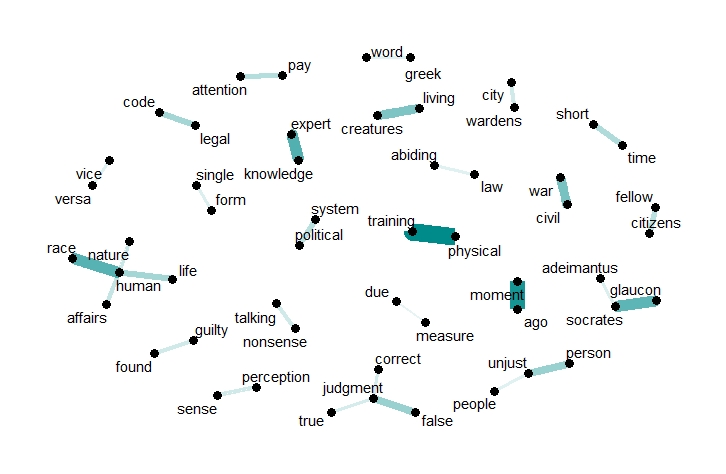 word
pay
greek
attention
living
city
code
creatures
wardens
short
expert
legal
abiding
time
vice
single
knowledge
law
war
fellow
versa
form
system
training
civil
citizens
race
nature
political
physical
adeimantus
life
human
due
moment
glaucon
affairs
talking
socrates
ago
guilty
nonsense
measure
found
correct
unjust
person
perception
judgment
sense
people
true
false